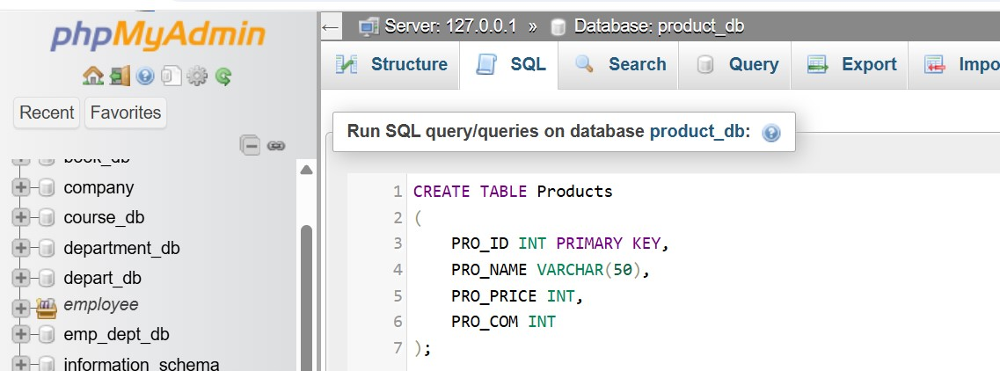 phpMyAdmin
Recent Favorites
book_db
company
course_db
department_db
depart_db
employee
emp_dept_db
information_schema
← Server: 127.0.0.1 » Database: product_db
Structure SQL Search Query Export Impo
Run SQL query/queries on database product_db:
1 CREATE TABLE Products
2 (
3 PRO_ID INT PRIMARY KEY,
4 PRO_NAME VARCHAR(50),
5 PRO_PRICE INT,
6 PRO_COM INT
7 );